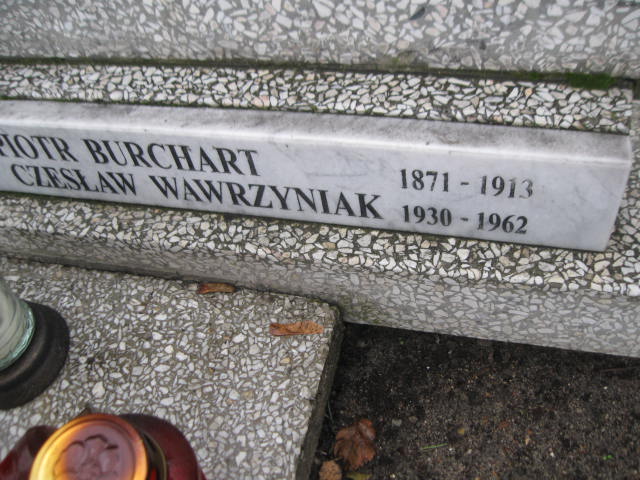 PIOTR BURCHART 1871 - 1913
CZESŁAW WAWRZYNIAK 1930 - 1962